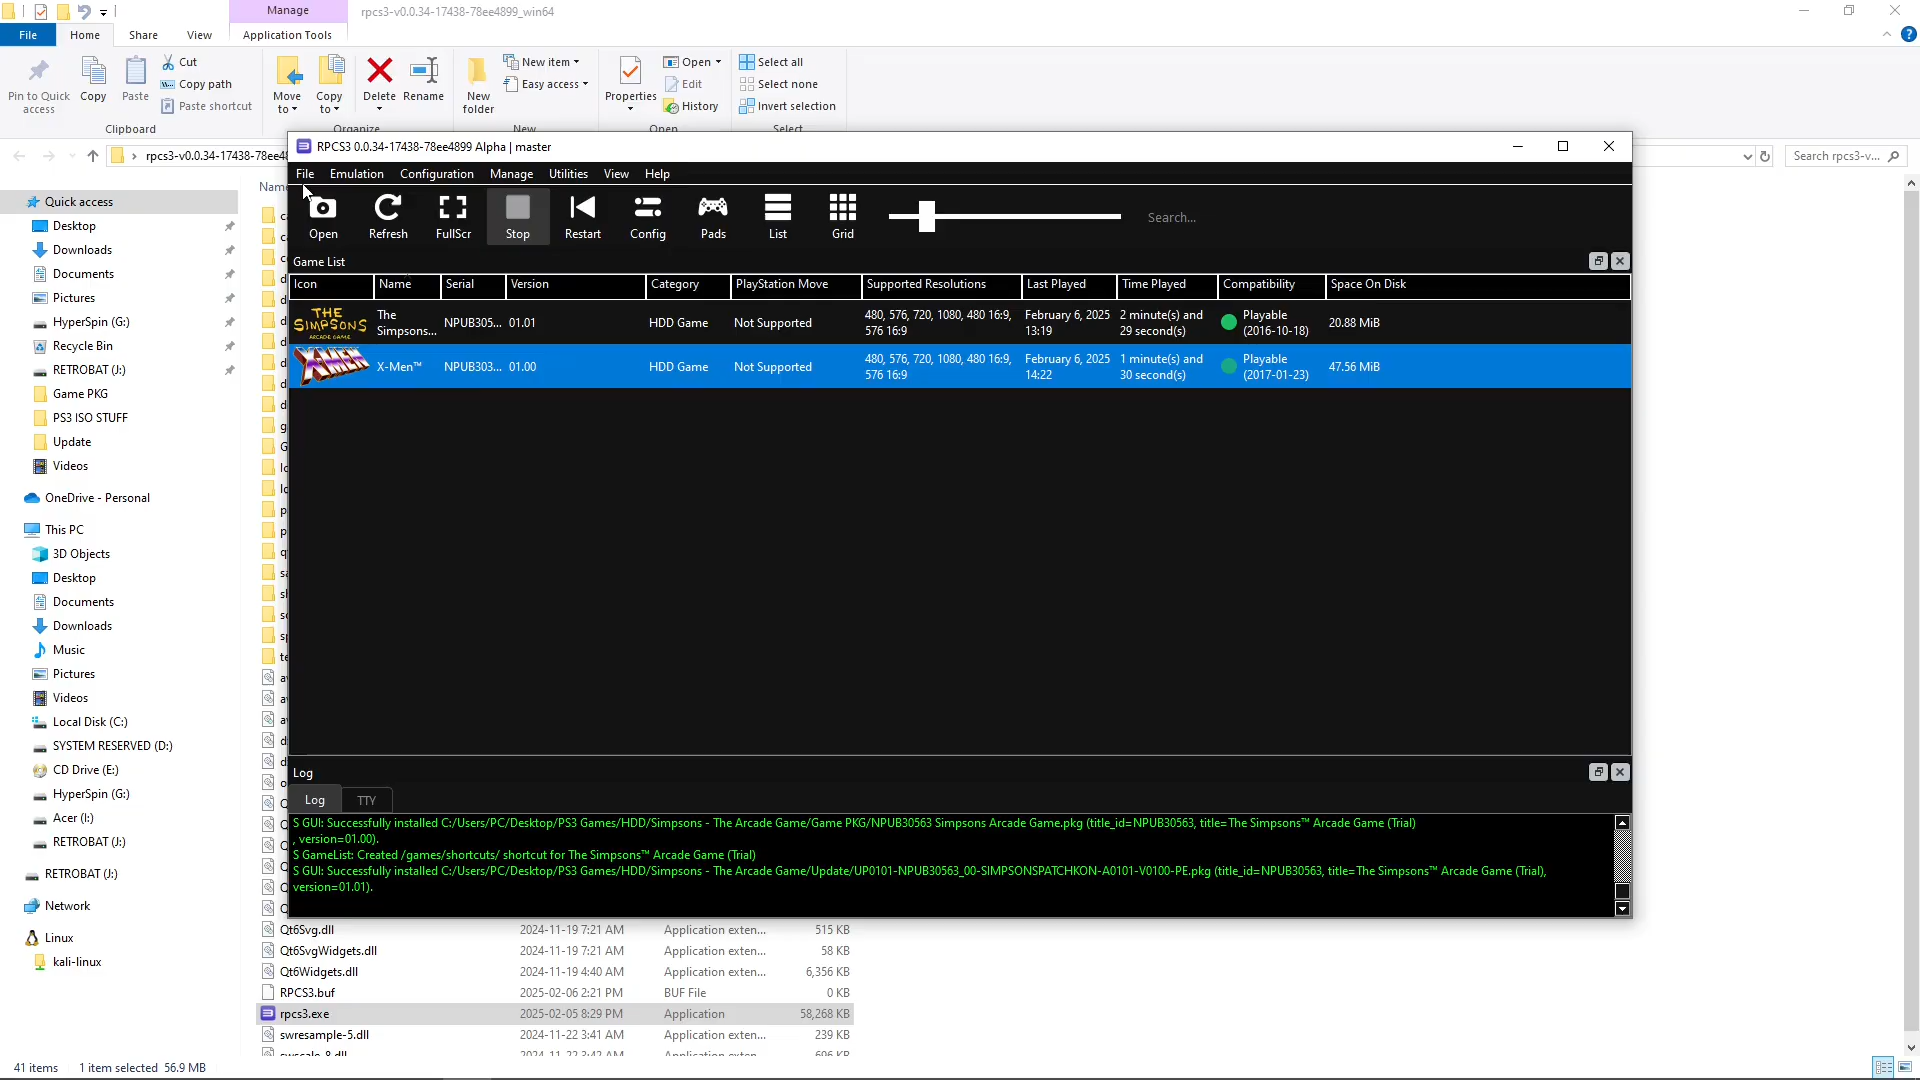 Manage
rpcs3-v0.0.34-17438-78ee4899_win64
File
Home
Share
View
Application Tools
Pin to Quick access
Copy
Paste
Cut
Copy path
Paste shortcut
Clipboard
Move to
Copy to
Delete
Rename
Organize
New folder
New item
Easy access
New
Properties
Open
Edit
History
Open
Select all
Select none
Invert selection
Select
rpcs3-v0.0.34-17438-78ee48
Search rpcs3-v...
RPCS3 0.0.34-17438-78ee4899 Alpha | master
File Emulation Configuration Manage Utilities View Help
Open Refresh FullScr Stop Restart Config Pads List Grid
Search...
Game List
Icon Name Serial Version Category PlayStation Move Supported Resolutions Last Played Time Played Compatibility Space On Disk
THE SIMPSONS ARCADE GAME
The Simpsons... NPUB305... 01.01 HDD Game Not Supported 480, 576, 720, 1080, 480 16:9, 576 16:9 February 6, 2025 13:19 2 minute(s) and 29 second(s) Playable (2016-10-18) 20.88 MiB
X-MEN
X-Men™ NPUB303... 01.00 HDD Game Not Supported 480, 576, 720, 1080, 480 16:9, 576 16:9 February 6, 2025 14:22 1 minute(s) and 30 second(s) Playable (2017-01-23) 47.56 MiB
Log
Log TTY
S GUI: Successfully installed C:/Users/PC/Desktop/PS3 Games/HDD/Simpsons - The Arcade Game/Game PKG/NPUB30563 Simpsons Arcade Game.pkg (title_id=NPUB30563, title=The Simpsons™ Arcade Game (Trial)
, version=01.00).
S GameList: Created /games/shortcuts/ shortcut for The Simpsons™ Arcade Game (Trial)
S GUI: Successfully installed C:/Users/PC/Desktop/PS3 Games/HDD/Simpsons - The Arcade Game/Update/UP0101-NPUB30563_00-SIMPSONSPATCHKON-A0101-V0100-PE.pkg (title_id=NPUB30563, title=The Simpsons™ Arcade Game (Trial),
version=01.01).
Quick access
Desktop
Downloads
Documents
Pictures
HyperSpin (G:)
Recycle Bin
RETROBAT (J:)
Game PKG
PS3 ISO STUFF
Update
Videos
OneDrive - Personal
This PC
3D Objects
Desktop
Documents
Downloads
Music
Pictures
Videos
Local Disk (C:)
SYSTEM RESERVED (D:)
CD Drive (E:)
HyperSpin (G:)
Acer (I:)
RETROBAT (J:)
RETROBAT (J:)
Network
Linux
kali-linux
Name
Qt6Svg.dll 2024-11-19 7:21 AM Application exten... 515 KB
Qt6SvgWidgets.dll 2024-11-19 7:21 AM Application exten... 58 KB
Qt6Widgets.dll 2024-11-19 4:40 AM Application exten... 6,356 KB
RPCS3.buf 2025-02-06 2:21 PM BUF File 0 KB
rpcs3.exe 2025-02-05 8:29 PM Application 58,268 KB
swresample-5.dll 2024-11-22 3:41 AM Application exten... 239 KB
swscale-8.dll 2024-11-22 3:42 AM Application exten... 696 KB
41 items 1 item selected 56.9 MB